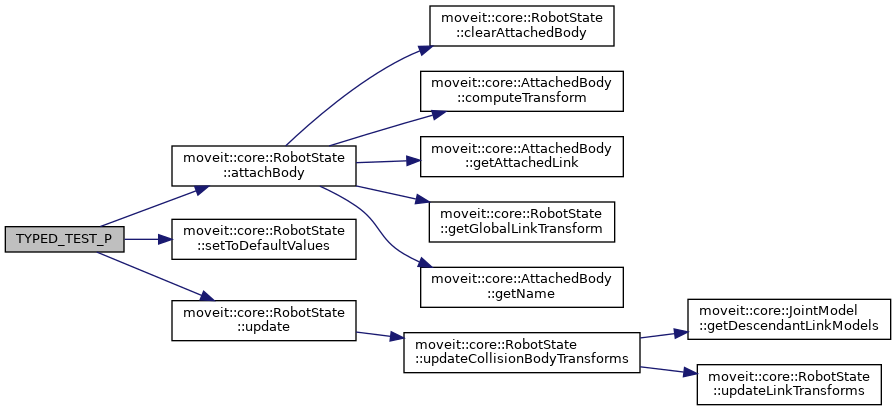 TYPED_TEST_P
moveit::core::RobotState
::attachBody
moveit::core::RobotState
::clearAttachedBody
moveit::core::AttachedBody
::computeTransform
moveit::core::AttachedBody
::getAttachedLink
moveit::core::RobotState
::getGlobalLinkTransform
moveit::core::AttachedBody
::getName
moveit::core::RobotState
::setToDefaultValues
moveit::core::RobotState
::update
moveit::core::RobotState
::updateCollisionBodyTransforms
moveit::core::JointModel
::getDescendantLinkModels
moveit::core::RobotState
::updateLinkTransforms